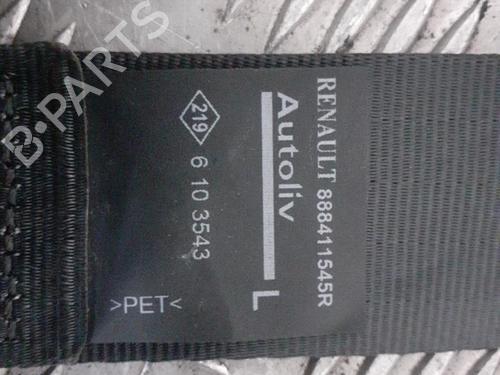 RENAULT 888411545R
Autoliv L
219 6 10 3543
>PET<
B-PARTS